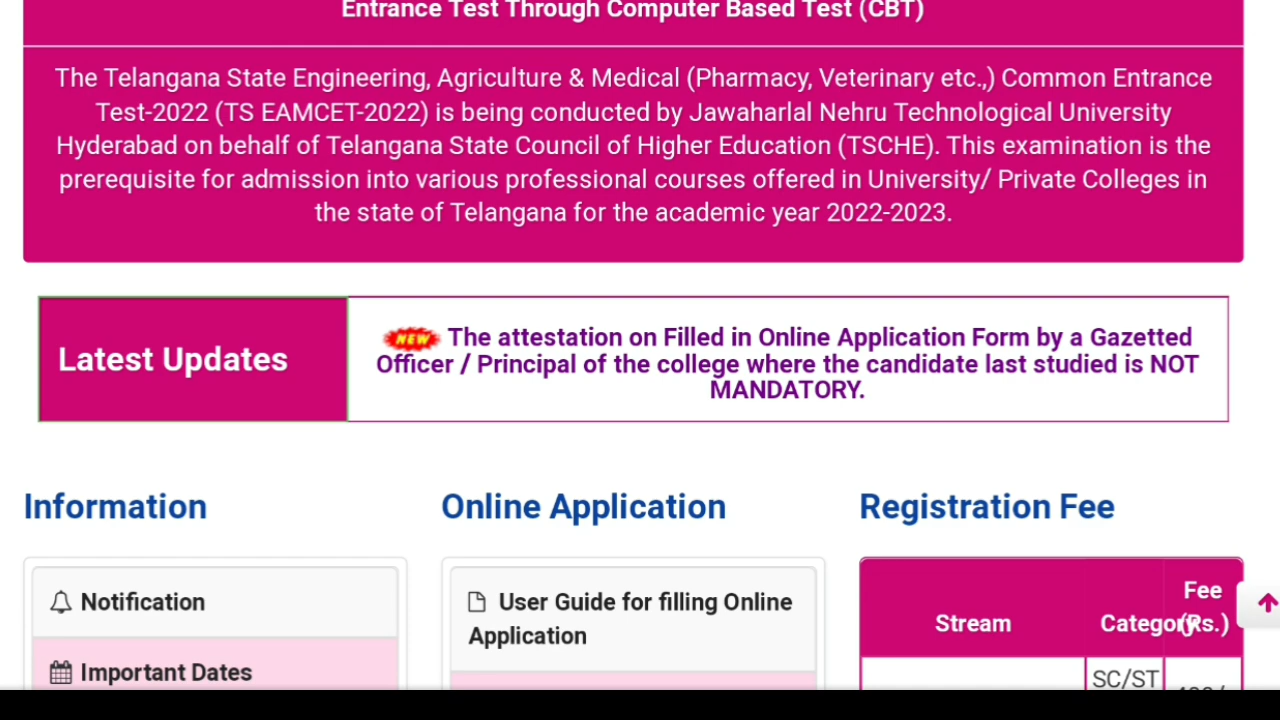 Entrance Test Through Computer Based Test (CBT)
The Telangana State Engineering, Agriculture & Medical (Pharmacy, Veterinary etc.,) Common Entrance
Test-2022 (TS EAMCET-2022) is being conducted by Jawaharlal Nehru Technological University
Hyderabad on behalf of Telangana State Council of Higher Education (TSCHE). This examination is the
prerequisite for admission into various professional courses offered in University/ Private Colleges in
the state of Telangana for the academic year 2022-2023.
Latest Updates
NEW The attestation on Filled in Online Application Form by a Gazetted
Officer / Principal of the college where the candidate last studied is NOT
MANDATORY.
Information
Notification
Important Dates
Online Application
User Guide for filling Online
Application
Registration Fee
Stream
Category
Fee
(Rs.)
SC/ST